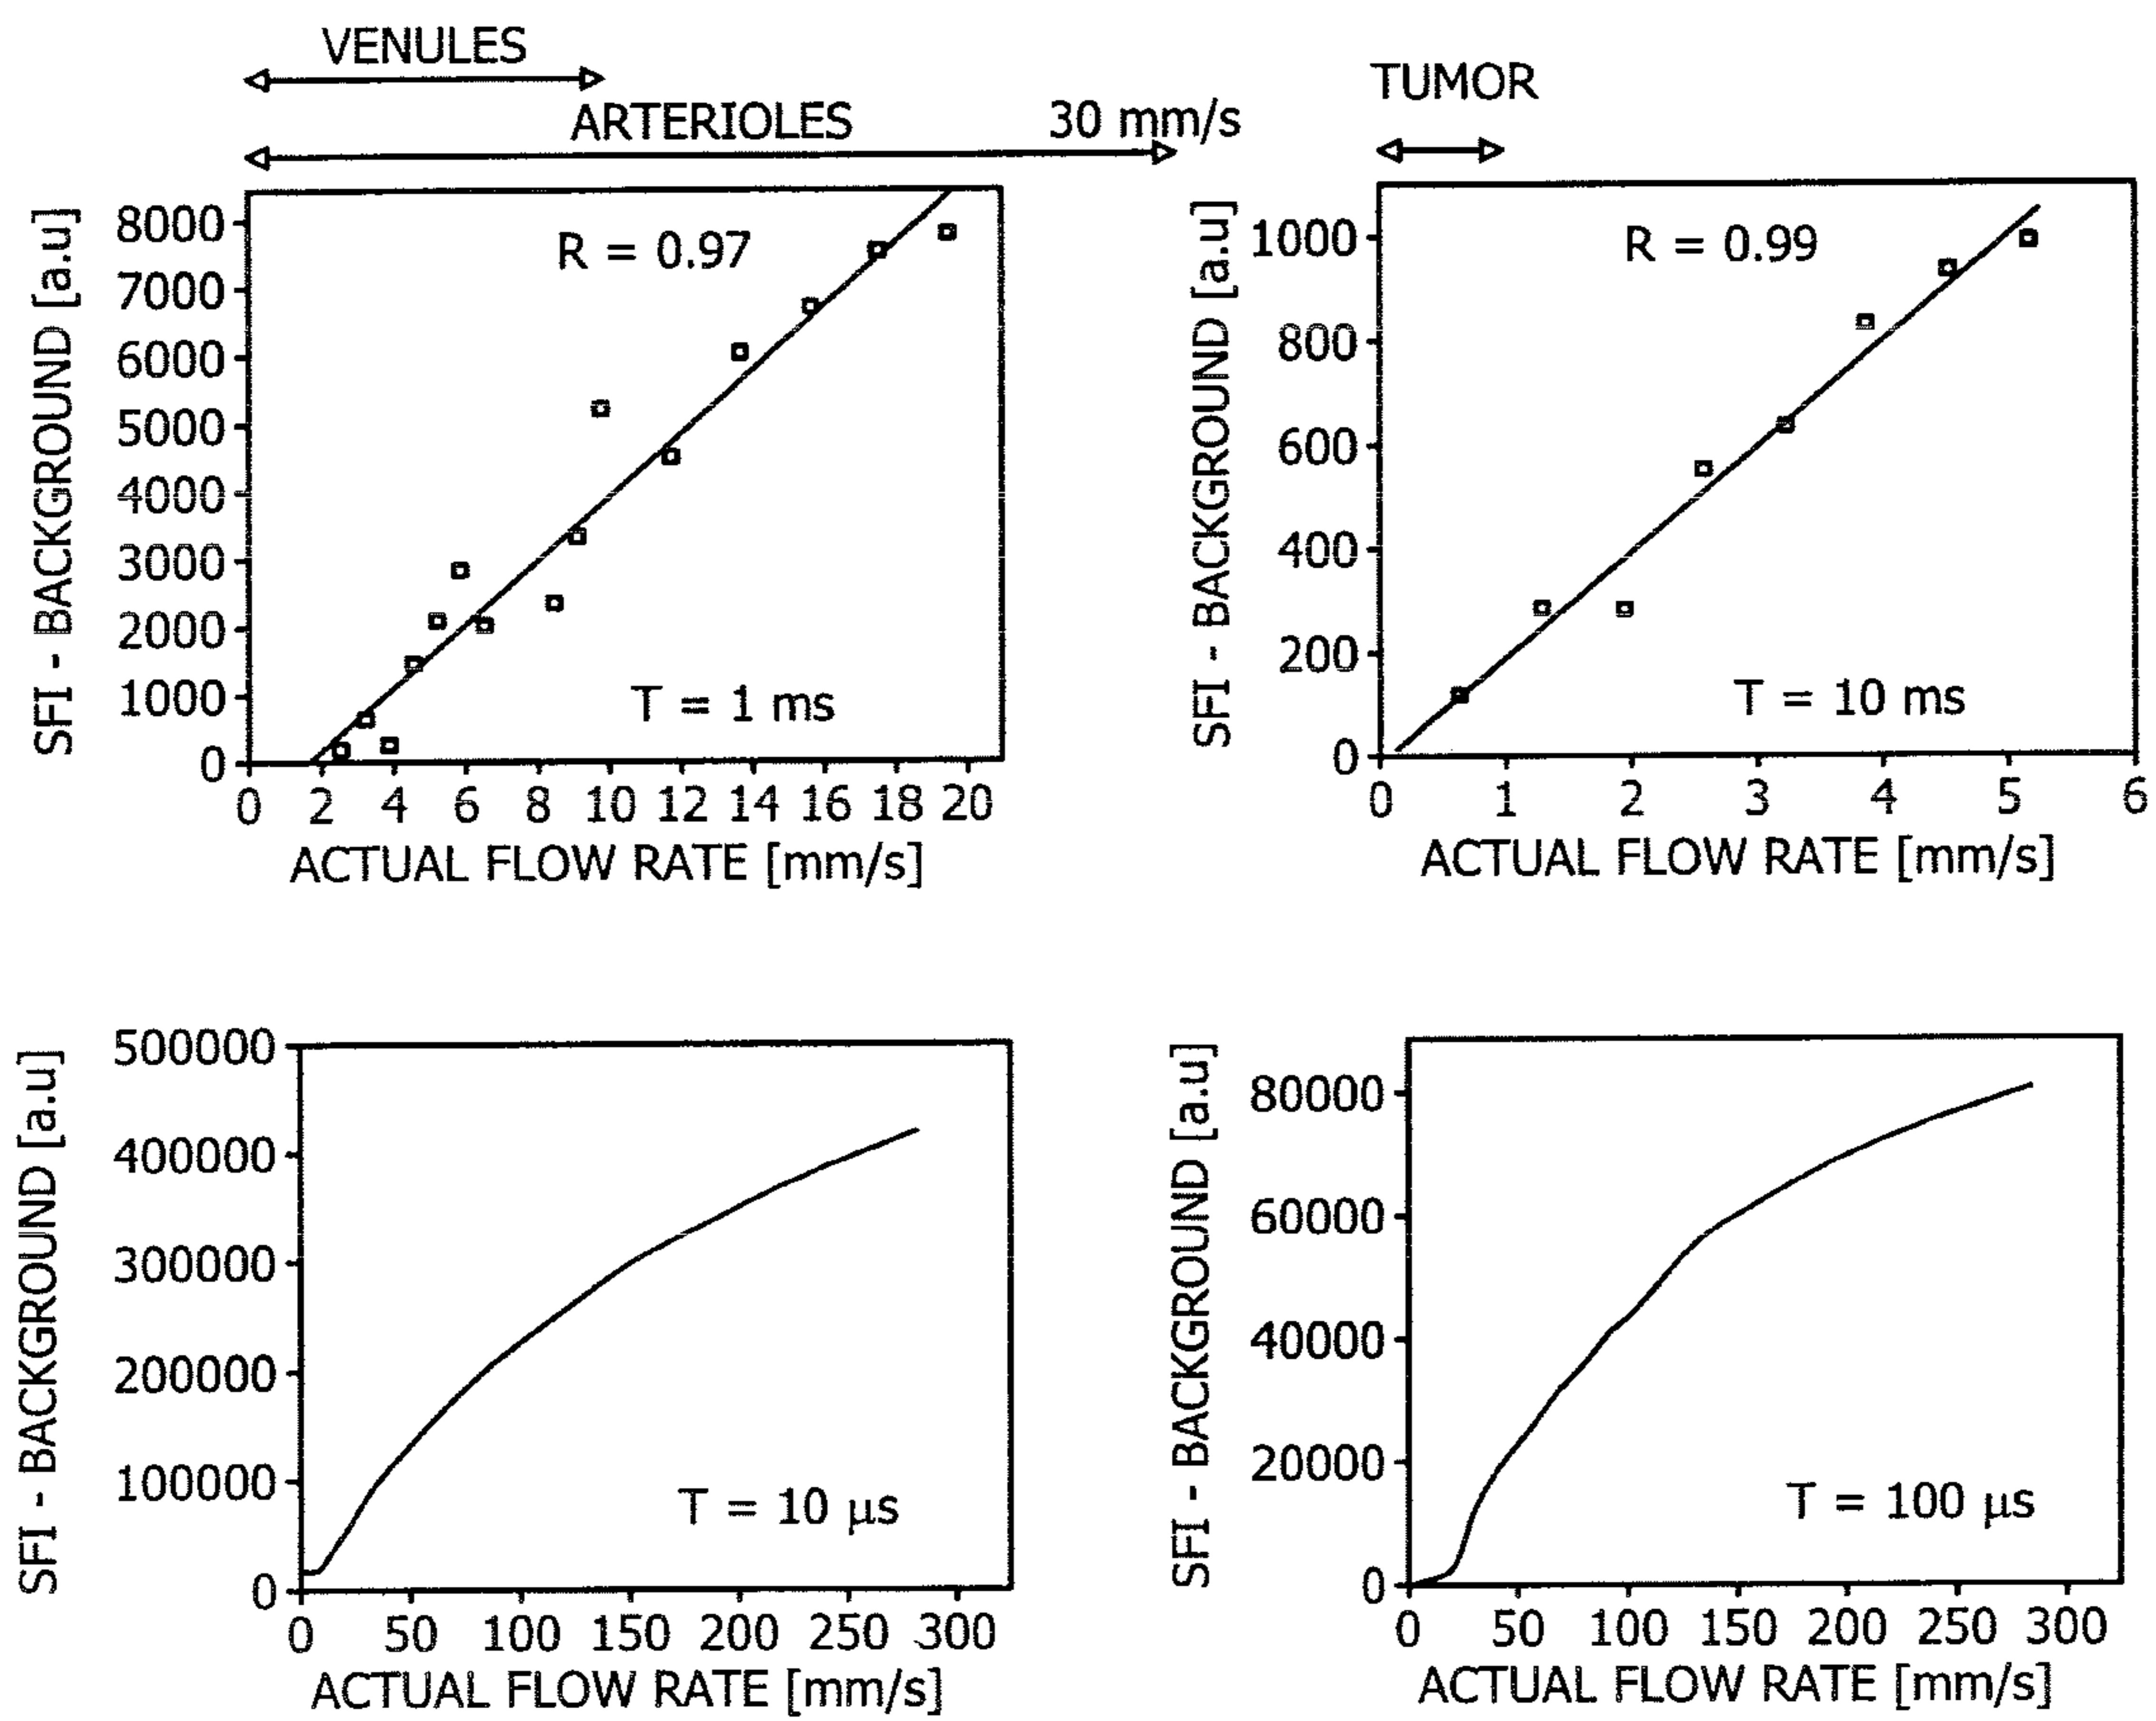 VENULES
ARTERIOLES
30 mm/s
SFI - BACKGROUND [a.u]
8000
7000
6000
5000
4000
3000
2000
1000
0
R = 0.97
T = 1 ms
0 2 4 6 8 10 12 14 16 18 20
ACTUAL FLOW RATE [mm/s]
TUMOR
SFI - BACKGROUND [a.u]
1000
800
600
400
200
0
R = 0.99
T = 10 ms
0 1 2 3 4 5 6
ACTUAL FLOW RATE [mm/s]
SFI - BACKGROUND [a.u]
500000
400000
300000
200000
100000
0
T = 10 µs
0 50 100 150 200 250 300
ACTUAL FLOW RATE [mm/s]
SFI - BACKGROUND [a.u]
80000
60000
40000
20000
0
T = 100 µs
0 50 100 150 200 250 300
ACTUAL FLOW RATE [mm/s]